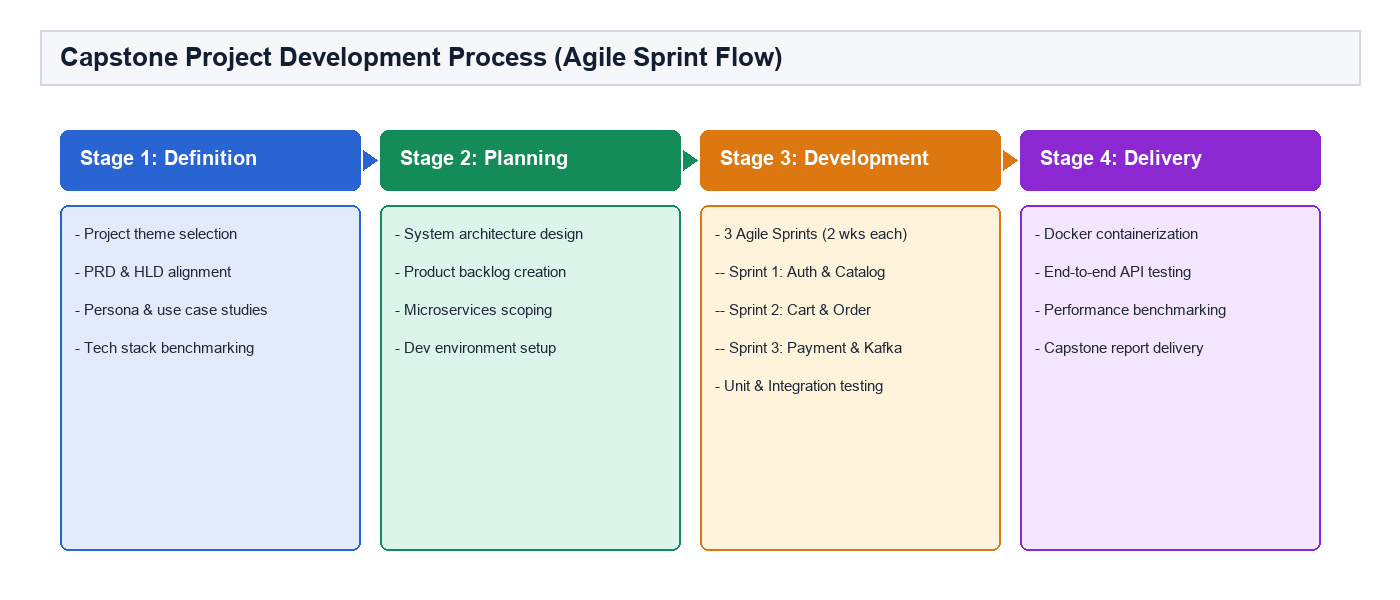 Capstone Project Development Process (Agile Sprint Flow)
Stage 1: Definition
- Project theme selection
- PRD & HLD alignment
- Persona & use case studies
- Tech stack benchmarking
Stage 2: Planning
- System architecture design
- Product backlog creation
- Microservices scoping
- Dev environment setup
Stage 3: Development
- 3 Agile Sprints (2 wks each)
-- Sprint 1: Auth & Catalog
-- Sprint 2: Cart & Order
-- Sprint 3: Payment & Kafka
- Unit & Integration testing
Stage 4: Delivery
- Docker containerization
- End-to-end API testing
- Performance benchmarking
- Capstone report delivery